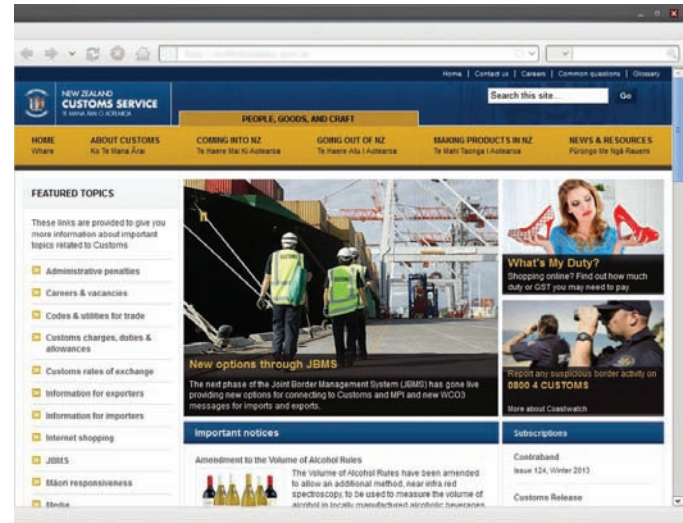 Home | Contact us | Careers | Common questions | Glossary
NEW ZEALAND
CUSTOMS SERVICE
TE MANA ĀRAI O AOTEAROA
Search this site...
Go
PEOPLE, GOODS, AND CRAFT
HOME
Where
ABOUT CUSTOMS
Ko Te Mana Ārai
COMING INTO NZ
Te Haere Mai Ki Aotearoa
GOING OUT OF NZ
Te Haere Atu I Aotearoa
MAKING PRODUCTS IN NZ
Te Mahi Taonga I Aotearoa
NEWS & RESOURCES
Pūrongo Me Ngā Rauemi
FEATURED TOPICS
These links are provided to give you
more information about important
topics related to Customs
Administrative penalties
Careers & vacancies
Codes & utilities for trade
Customs charges, duties &
allowances
Customs rates of exchange
Information for exporters
Information for importers
Internet shopping
JBMS
Māori responsiveness
Media
CUSTOMS
New options through JBMS
The next phase of the Joint Border Management System (JBMS) has gone live
providing new options for connecting to Customs and MPI and new WCO3
messages for imports and exports.
What's My Duty?
Shopping online? Find out how much
duty or GST you may need to pay
Report any suspicious border activity on
0800 4 CUSTOMS
More about Coastwatch
Important notices
Amendment to the Volume of Alcohol Rules
The Volume of Alcohol Rules have been amended
to allow an additional method, near infra red
spectroscopy, to be used to measure the volume of
alcohol in locally manufactured alcoholic beverages
Subscriptions
Contraband
Issue 124, Winter 2013
Customs Release